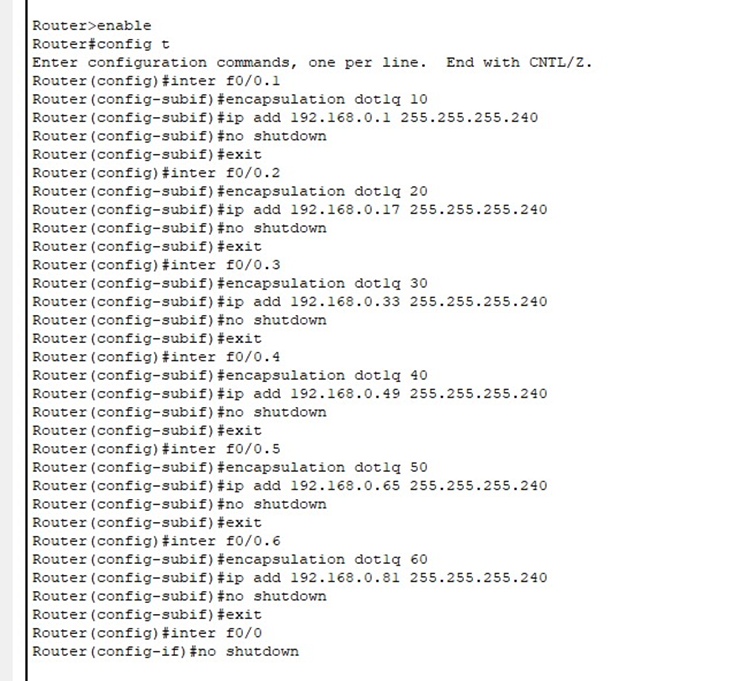 Router>enable
Router#config t
Enter configuration commands, one per line.  End with CNTL/Z.
Router(config)#inter f0/0.1
Router(config-subif)#encapsulation dot1q 10
Router(config-subif)#ip add 192.168.0.1 255.255.255.240
Router(config-subif)#no shutdown
Router(config-subif)#exit
Router(config)#inter f0/0.2
Router(config-subif)#encapsulation dot1q 20
Router(config-subif)#ip add 192.168.0.17 255.255.255.240
Router(config-subif)#no shutdown
Router(config-subif)#exit
Router(config)#inter f0/0.3
Router(config-subif)#encapsulation dot1q 30
Router(config-subif)#ip add 192.168.0.33 255.255.255.240
Router(config-subif)#no shutdown
Router(config-subif)#exit
Router(config)#inter f0/0.4
Router(config-subif)#encapsulation dot1q 40
Router(config-subif)#ip add 192.168.0.49 255.255.255.240
Router(config-subif)#no shutdown
Router(config-subif)#exit
Router(config)#inter f0/0.5
Router(config-subif)#encapsulation dot1q 50
Router(config-subif)#ip add 192.168.0.65 255.255.255.240
Router(config-subif)#no shutdown
Router(config-subif)#exit
Router(config)#inter f0/0.6
Router(config-subif)#encapsulation dot1q 60
Router(config-subif)#ip add 192.168.0.81 255.255.255.240
Router(config-subif)#no shutdown
Router(config-subif)#exit
Router(config)#inter f0/0
Router(config-if)#no shutdown